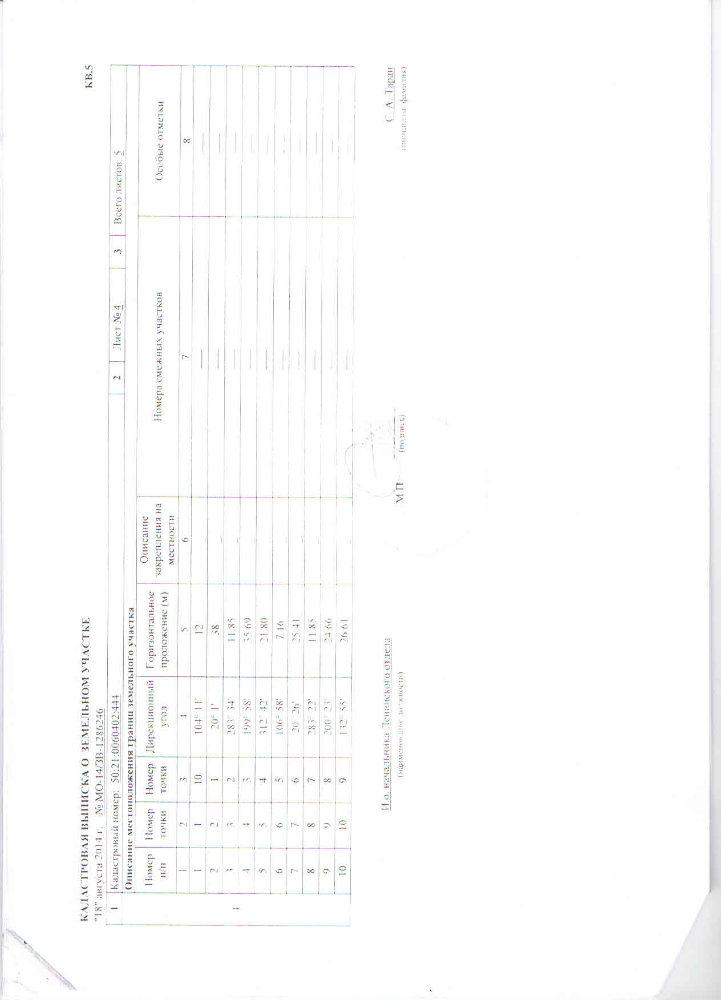 КВ.5
КАДАСТРОВАЯ ВЫПИСКА О ЗЕМЕЛЬНОМ УЧАСТКЕ
"18" августа 2014 г. № МО-14/ЗВ-1286246
1 Кадастровый номер: 50:21:0060402:444 2 Лист № 4 3 Всего листов: 5
4 Описание местоположения границ земельного участка
Номер п/п Номер точки Номер точки Дирекционный угол Горизонтальное проложение (м) Описание закрепления на местности Номера смежных участков Особые отметки
1 2 3 4 5 6 7 8
1 1 10 104° 11' 12 – — —
2 2 1 20° 1' 38 – — —
3 3 2 283° 34' 11.85 – — —
4 4 3 199° 58' 35.69 – — —
5 5 4 312° 42' 21.80 – — —
6 6 5 106° 58' 7.16 – — —
7 7 6 20° 26' 25.41 – — —
8 8 7 283° 22' 11.85 – — —
9 9 8 200° 23' 24.66 – — —
10 10 9 132° 55' 26.61 – — —
И.о. начальника Ленинского отдела С. А. Таран
(наименование должности) М.П. (подпись) (инициалы, фамилия)